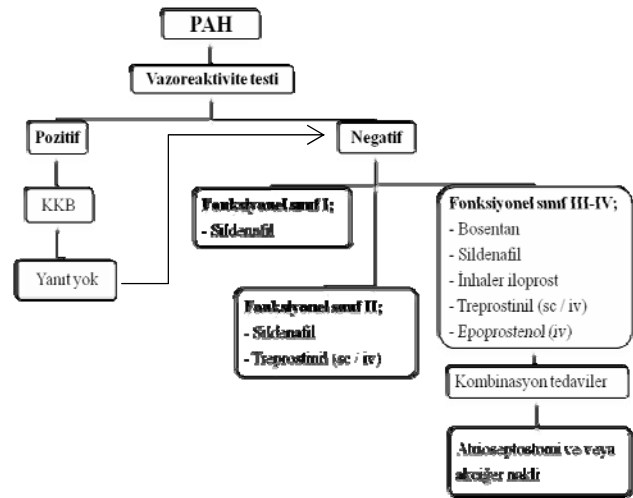 PAH
Vazoreaktivite testi
Pozitif
Negatif
KKB
Yanıt yok
Fonksiyonel sınıf I;
- Sildenafil
Fonksiyonel sınıf II;
- Sildenafil
- Treprostinil (sc / iv)
Fonksiyonel sınıf III-IV;
- Bosentan
- Sildenafil
- İnhaler iloprost
- Treprostinil (sc / iv)
- Epoprostenol (iv)
Kombinasyon tedaviler
Atrioseptostomi ve-veya
akciğer nakli